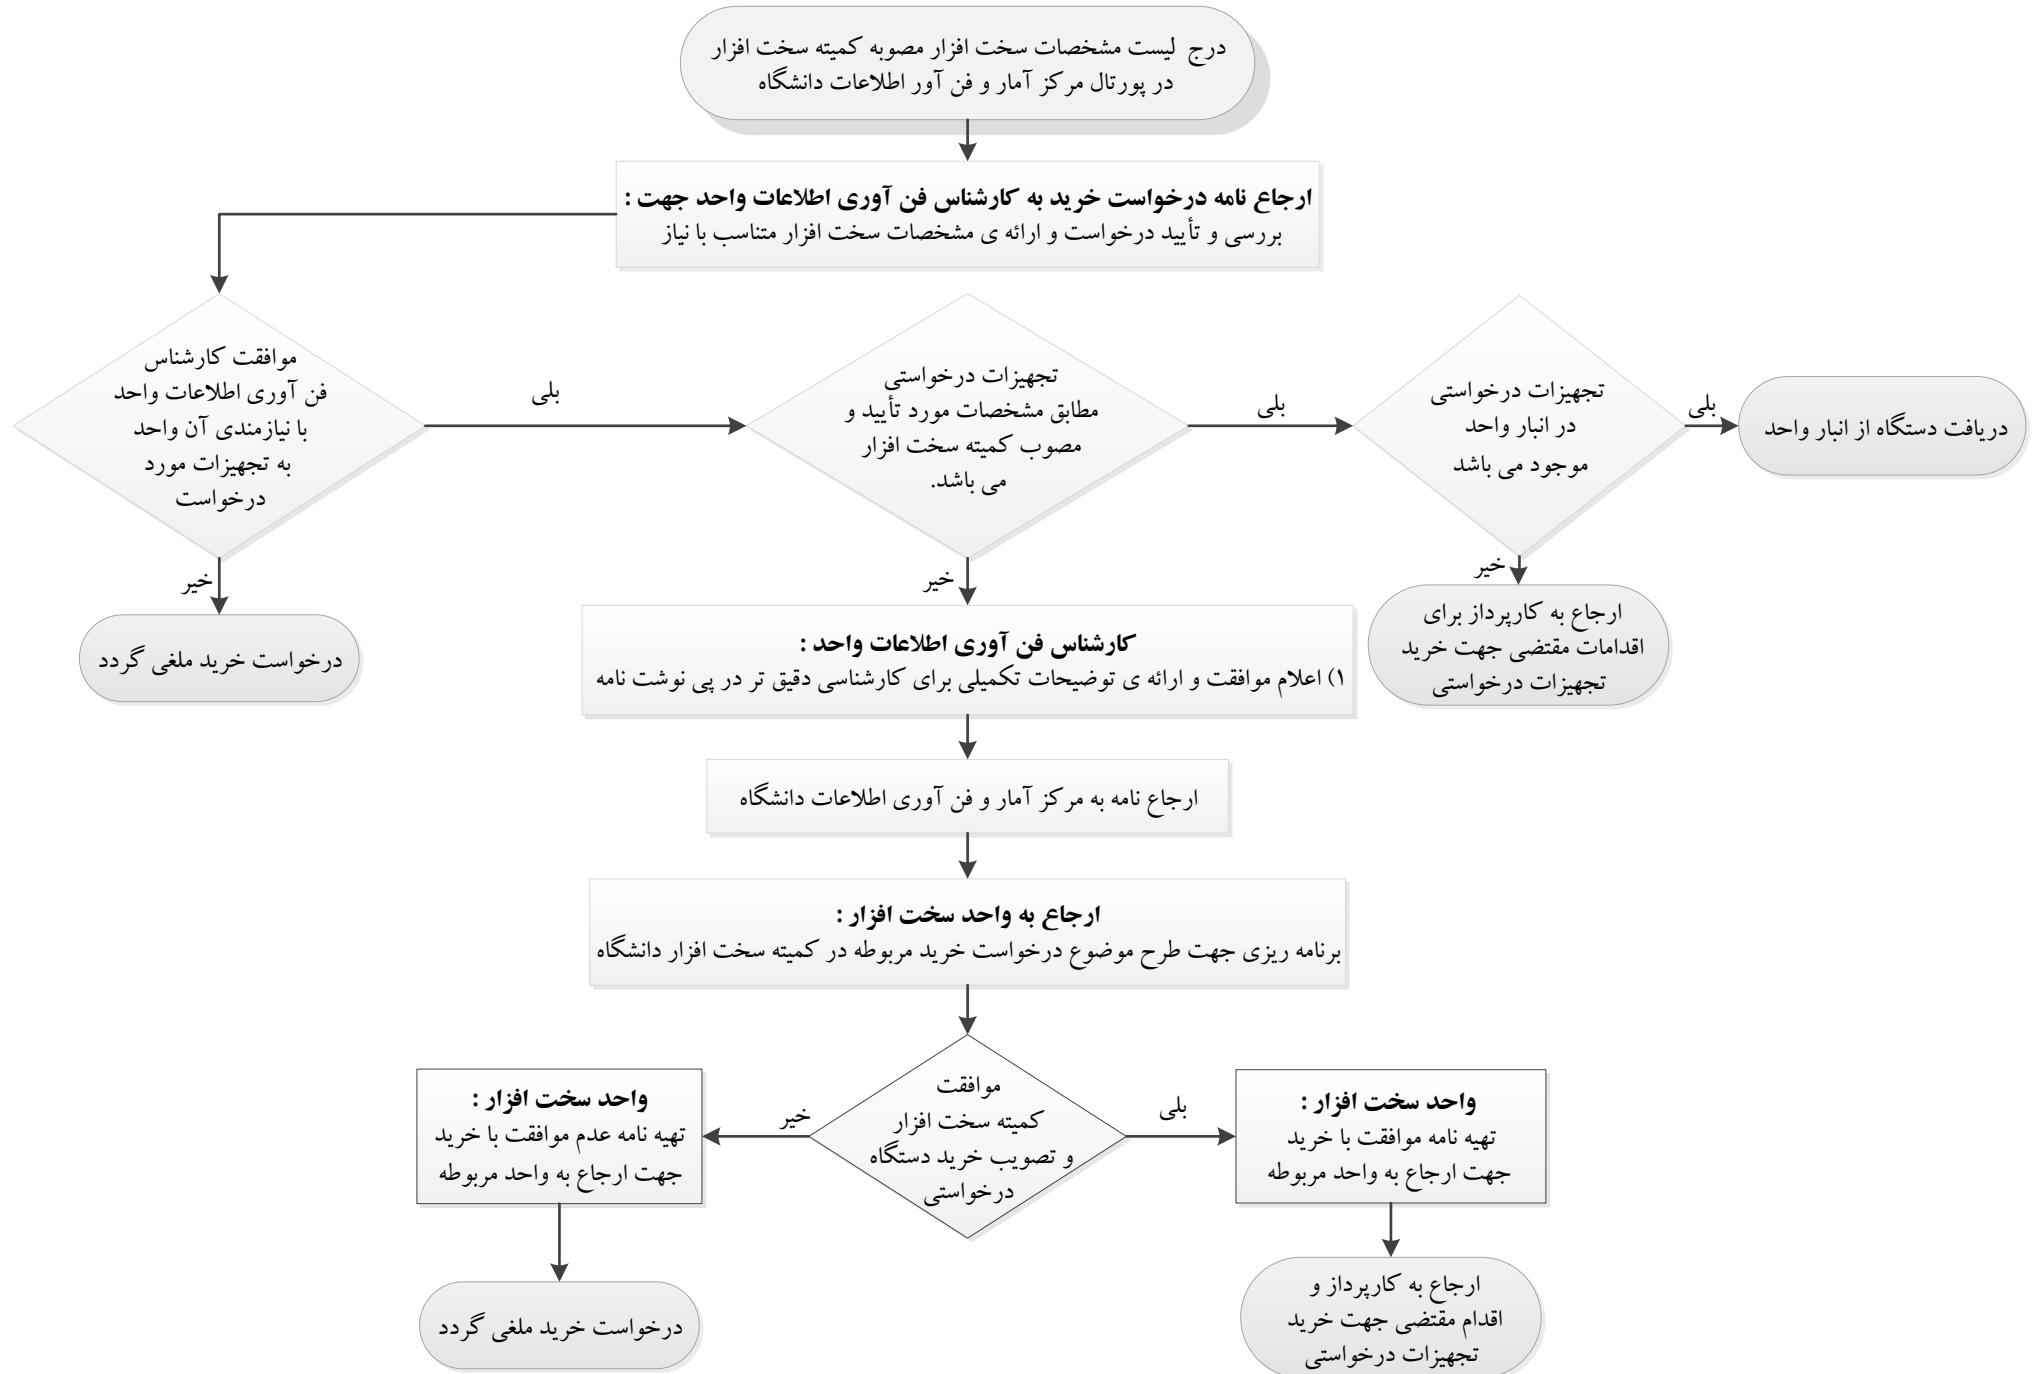 درج لیست مشخصات سخت افزار مصوبه کمیته سخت افزار
در پورتال مرکز آمار و فن آور اطلاعات دانشگاه
ارجاع نامه درخواست خرید به کارشناس فن آوری اطلاعات واحد جهت :
بررسی و تأیید درخواست و ارائه ی مشخصات سخت افزار متناسب با نیاز
موافقت کارشناس
فن آوری اطلاعات واحد
با نیازمندی آن واحد
به تجهیزات مورد
درخواست
بلی
خیر
درخواست خرید ملغی گردد
تجهیزات درخواستی
مطابق مشخصات مورد تأیید و
مصوب کمیته سخت افزار
می باشد.
بلی
خیر
تجهیزات درخواستی
در انبار واحد
موجود می باشد
بلی
دریافت دستگاه از انبار واحد
خیر
ارجاع به کارپرداز برای
اقدامات مقتضی جهت خرید
تجهیزات درخواستی
کارشناس فن آوری اطلاعات واحد :
۱) اعلام موافقت و ارائه ی توضیحات تکمیلی برای کارشناسی دقیق تر در پی نوشت نامه
ارجاع نامه به مرکز آمار و فن آوری اطلاعات دانشگاه
ارجاع به واحد سخت افزار :
برنامه ریزی جهت طرح موضوع درخواست خرید مربوطه در کمیته سخت افزار دانشگاه
موافقت
کمیته سخت افزار
و تصویب خرید دستگاه
درخواستی
بلی
واحد سخت افزار :
تهیه نامه موافقت با خرید
جهت ارجاع به واحد مربوطه
ارجاع به کارپرداز و
اقدام مقتضی جهت خرید
تجهیزات درخواستی
خیر
واحد سخت افزار :
تهیه نامه عدم موافقت با خرید
جهت ارجاع به واحد مربوطه
درخواست خرید ملغی گردد